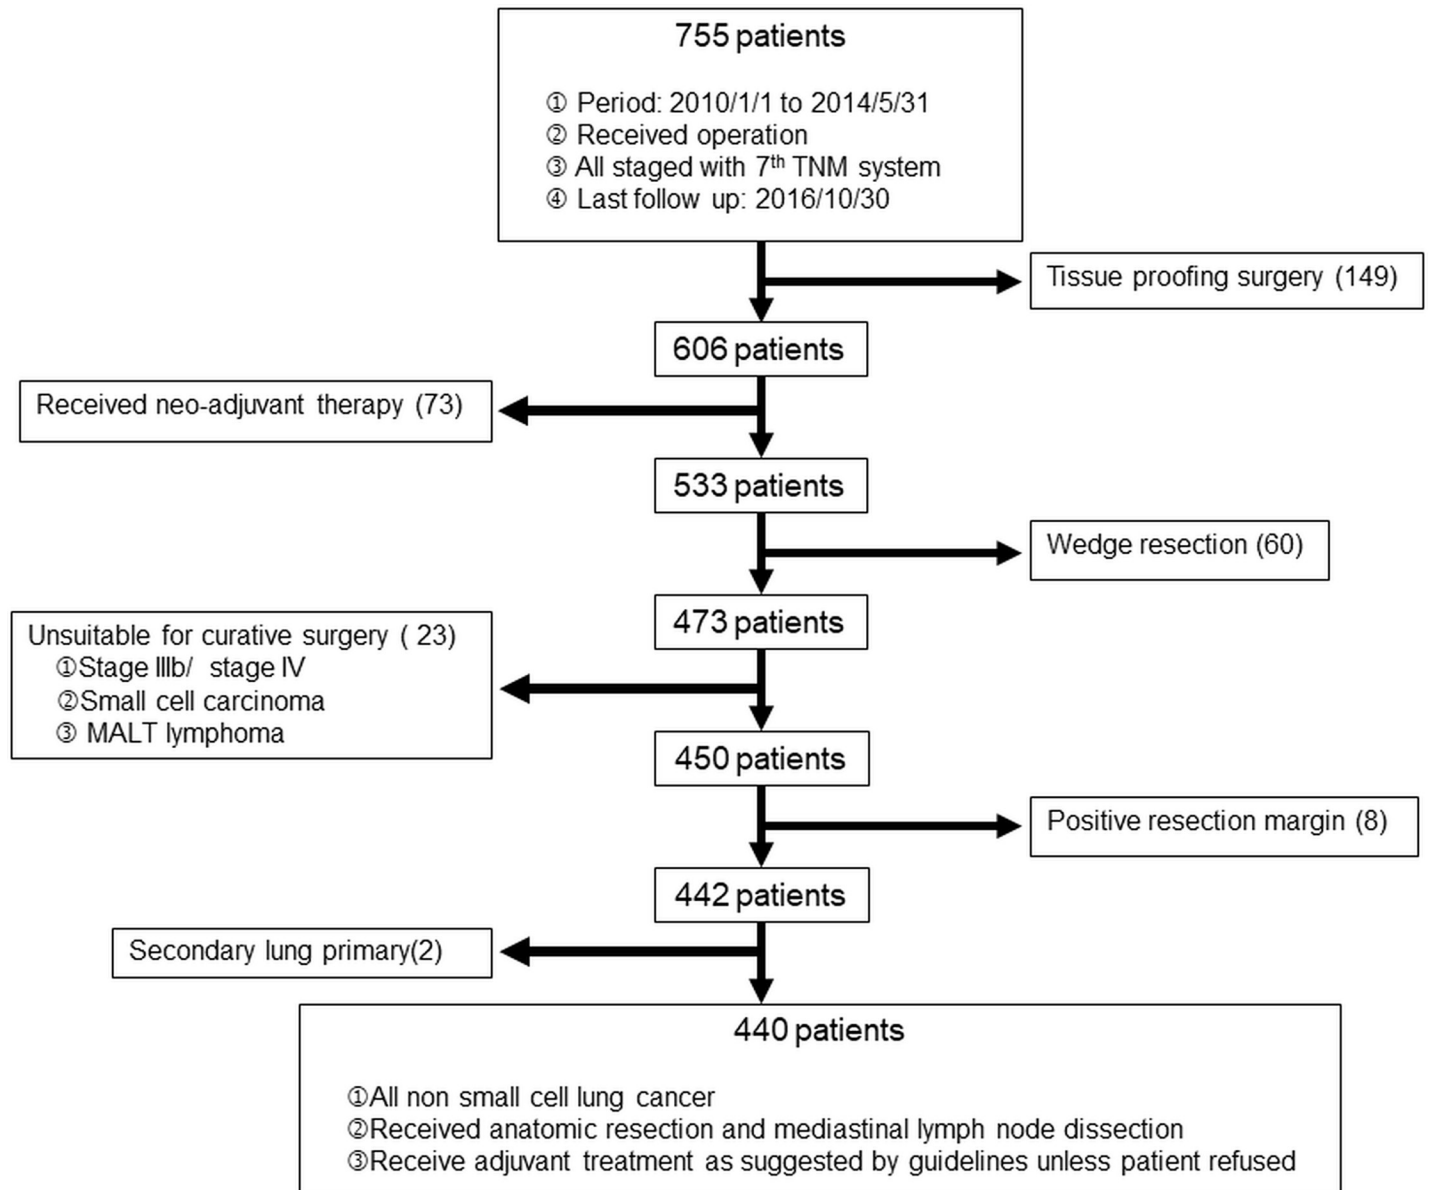 755 patients
① Period: 2010/1/1 to 2014/5/31
② Received operation
③ All staged with 7th TNM system
④ Last follow up: 2016/10/30
Tissue proofing surgery (149)
606 patients
Received neo-adjuvant therapy (73)
533 patients
Wedge resection (60)
473 patients
Unsuitable for curative surgery ( 23)
①Stage IIIb/ stage IV
②Small cell carcinoma
③ MALT lymphoma
450 patients
Positive resection margin (8)
442 patients
Secondary lung primary(2)
440 patients
①All non small cell lung cancer
②Received anatomic resection and mediastinal lymph node dissection
③Receive adjuvant treatment as suggested by guidelines unless patient refused